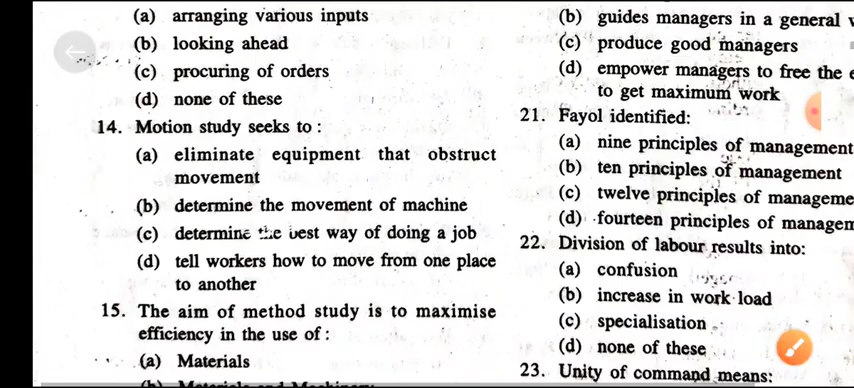 (a) arranging various inputs
(b) looking ahead
(c) procuring of orders
(d) none of these
14. Motion study seeks to :
(a) eliminate equipment that obstruct
movement
(b) determine the movement of machine
(c) determine the best way of doing a job
(d) tell workers how to move from one place
to another
15. The aim of method study is to maximise
efficiency in the use of :
(a) Materials
(b) Materials and Machinery
(b) guides managers in a general
(c) produce good managers
(d) empower managers to free the
to get maximum work
21. Fayol identified:
(a) nine principles of management
(b) ten principles of management
(c) twelve principles of manageme
(d) fourteen principles of managem
22. Division of labour results into:
(a) confusion
(b) increase in work load
(c) specialisation
(d) none of these
23. Unity of command means: